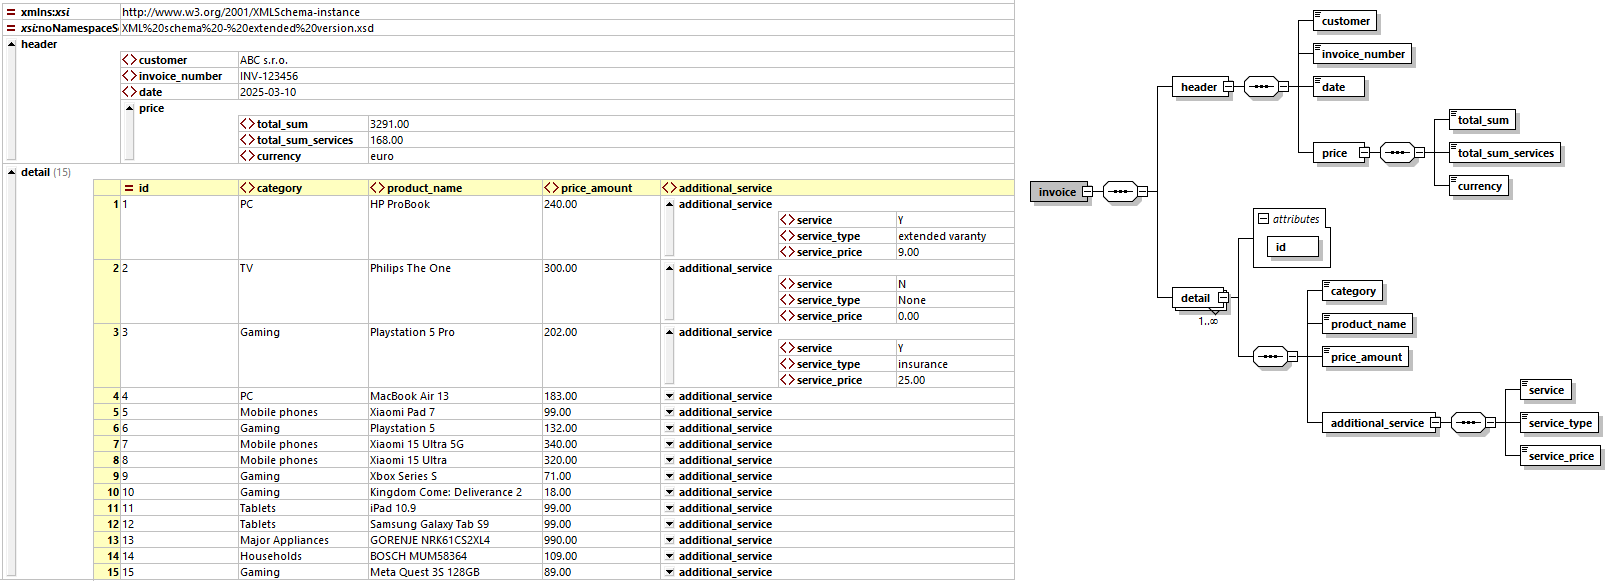 = xmlns:xsi http://www.w3.org/2001/XMLSchema-instance
= xsi:noNamespaceS XML%20schema%20-%20extended%20version.xsd
header
<> customer ABC s.r.o.
<> invoice_number INV-123456
<> date 2025-03-10
price
<> total_sum 3291.00
<> total_sum_services 168.00
<> currency euro
detail (15)
= id <> category <> product_name <> price_amount <> additional_service
1 1 PC HP ProBook 240.00 additional_service
<> service Y
<> service_type extended varanty
<> service_price 9.00
2 2 TV Philips The One 300.00 additional_service
<> service N
<> service_type None
<> service_price 0.00
3 3 Gaming Playstation 5 Pro 202.00 additional_service
<> service Y
<> service_type insurance
<> service_price 25.00
4 4 PC MacBook Air 13 183.00 additional_service
5 5 Mobile phones Xiaomi Pad 7 99.00 additional_service
6 6 Gaming Playstation 5 132.00 additional_service
7 7 Mobile phones Xiaomi 15 Ultra 5G 340.00 additional_service
8 8 Mobile phones Xiaomi 15 Ultra 320.00 additional_service
9 9 Gaming Xbox Series S 71.00 additional_service
10 10 Gaming Kingdom Come: Deliverance 2 18.00 additional_service
11 11 Tablets iPad 10.9 99.00 additional_service
12 12 Tablets Samsung Galaxy Tab S9 99.00 additional_service
13 13 Major Appliances GORENJE NRK61CS2XL4 990.00 additional_service
14 14 Households BOSCH MUM58364 109.00 additional_service
15 15 Gaming Meta Quest 3S 128GB 89.00 additional_service
invoice
header
customer
invoice_number
date
price
total_sum
total_sum_services
currency
detail
1..∞
attributes
id
category
product_name
price_amount
additional_service
service
service_type
service_price